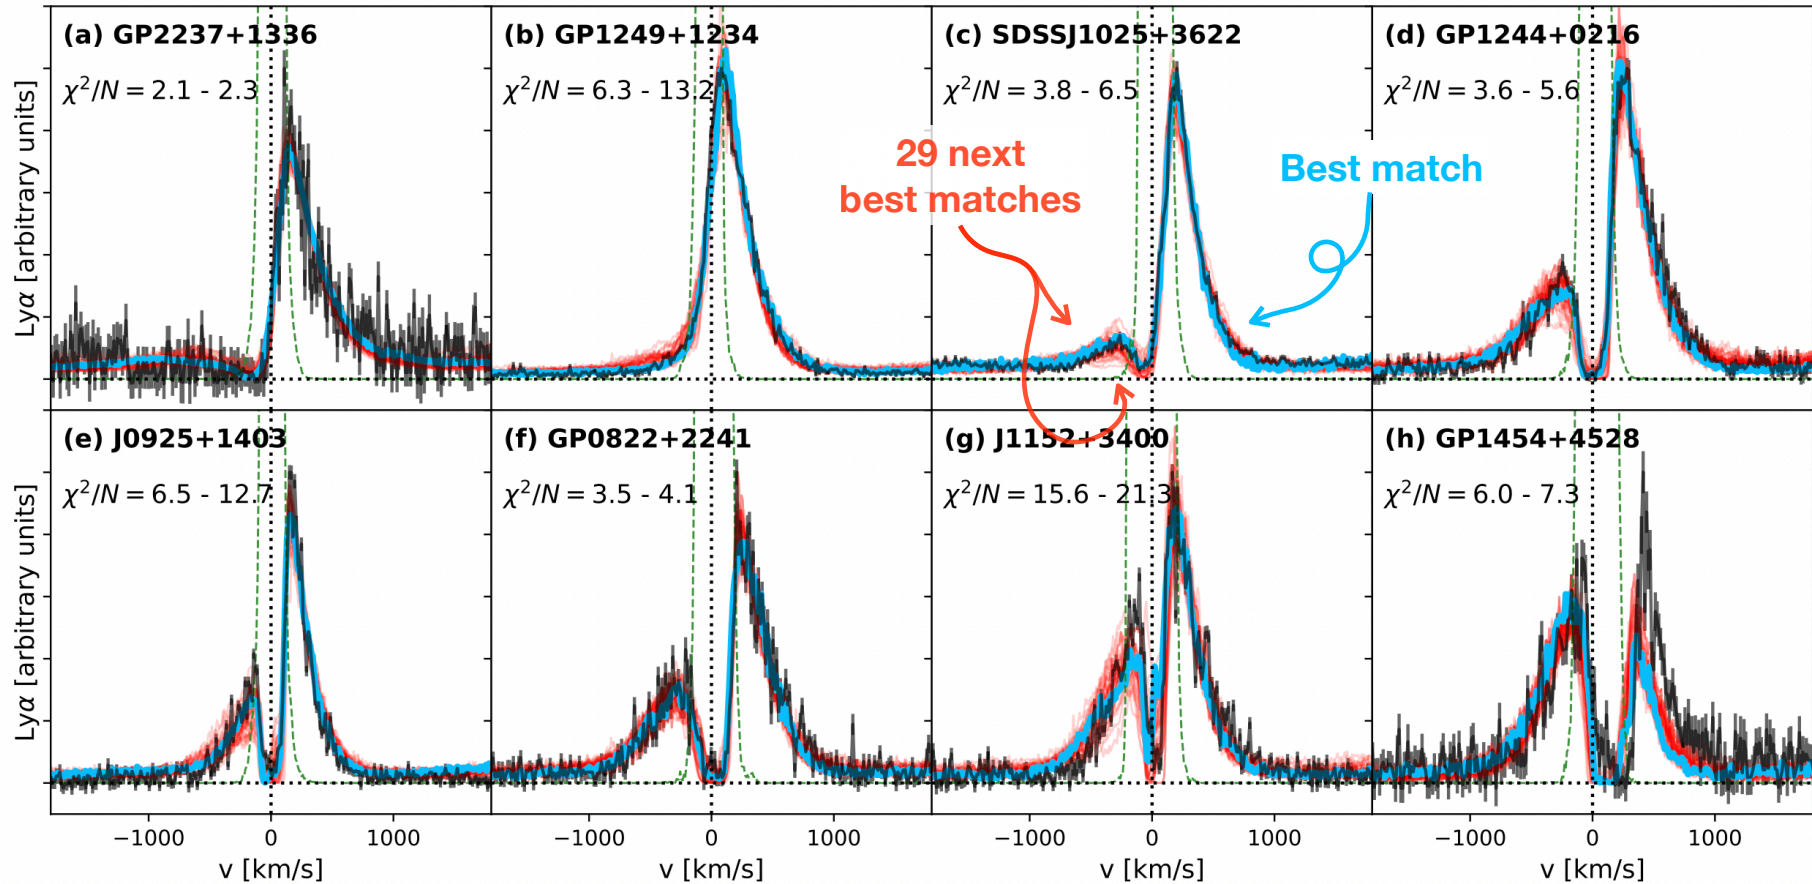 (a) GP2237+1336
χ²/N = 2.1 - 2.3
(b) GP1249+1234
χ²/N = 6.3 - 13.2
(c) SDSSJ1025+3622
χ²/N = 3.8 - 6.5
(d) GP1244+0216
χ²/N = 3.6 - 5.6
Lyα [arbitrary units]
29 next
best matches
Best match
(e) J0925+1403
χ²/N = 6.5 - 12.7
(f) GP0822+2241
χ²/N = 3.5 - 4.1
(g) J1152+3400
χ²/N = 15.6 - 21.3
(h) GP1454+4528
χ²/N = 6.0 - 7.3
Lyα [arbitrary units]
−1000 0 1000
−1000 0 1000
−1000 0 1000
−1000 0 1000
v [km/s]
v [km/s]
v [km/s]
v [km/s]